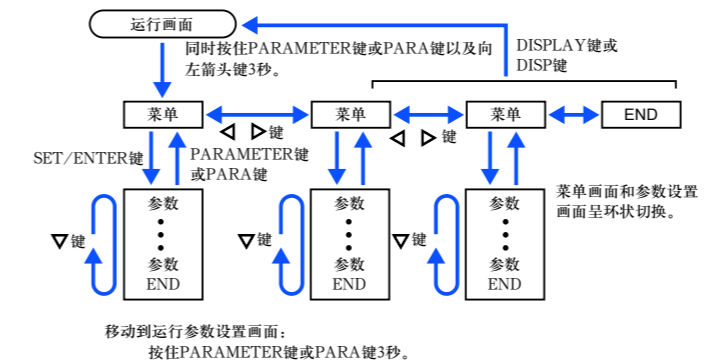 运行画面
同时按住PARAMETER键或PARA键以及向
左箭头键3秒。
DISPLAY键或
DISP键
菜单
菜单
菜单
END
◁ ▷键
◁ ▷ 键
SET/ENTER键
PARAMETER键
或PARA键
参数
参数
END
▽键
参数
参数
END
▽键
参数
参数
END
▽键
菜单画面和参数设置
画面呈环状切换。
移动到运行参数设置画面：
按住PARAMETER键或PARA键3秒。